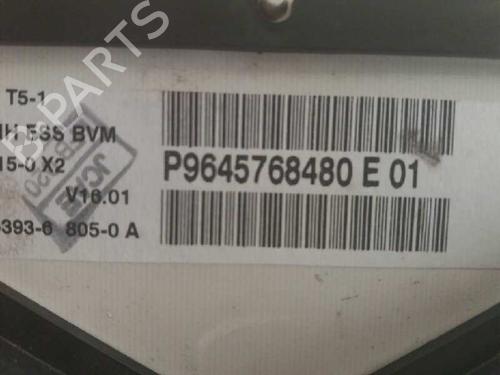 T5-1
ESS BVM
15-0 X2
V16.01
393-6 805-0 A
P9645768480 E 01
B-PARTS